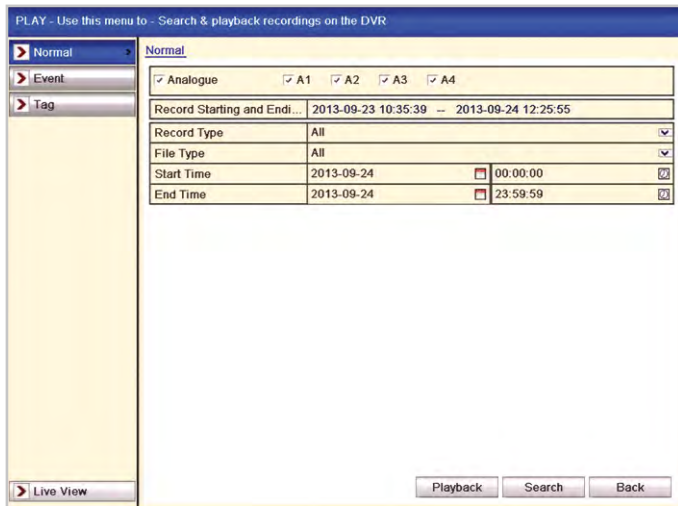 PLAY - Use this menu to - Search & playback recordings on the DVR
Normal
Event
Tag
Live View
Normal
Analogue A1 A2 A3 A4
Record Starting and Endi... 2013-09-23 10:35:39 -- 2013-09-24 12:25:55
Record Type All
File Type All
Start Time 2013-09-24 00:00:00
End Time 2013-09-24 23:59:59
Playback Search Back